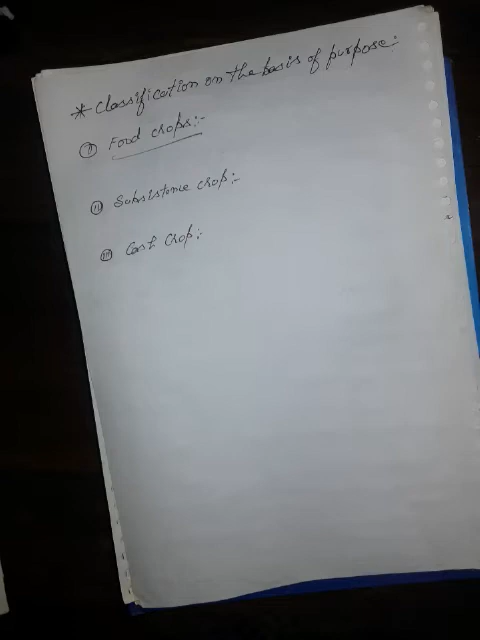 * Classification on the basis of purpose:-
(i) Food crops:-
(ii) Subsistence crop:-
(iii) Cash crop:-